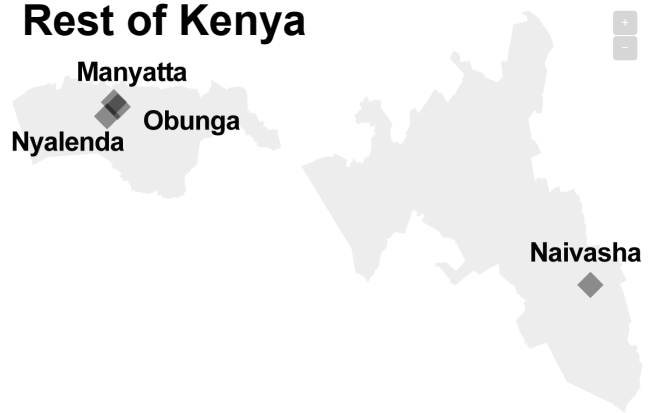 Rest of Kenya
+
−
Manyatta
Obunga
Nyalenda
Naivasha